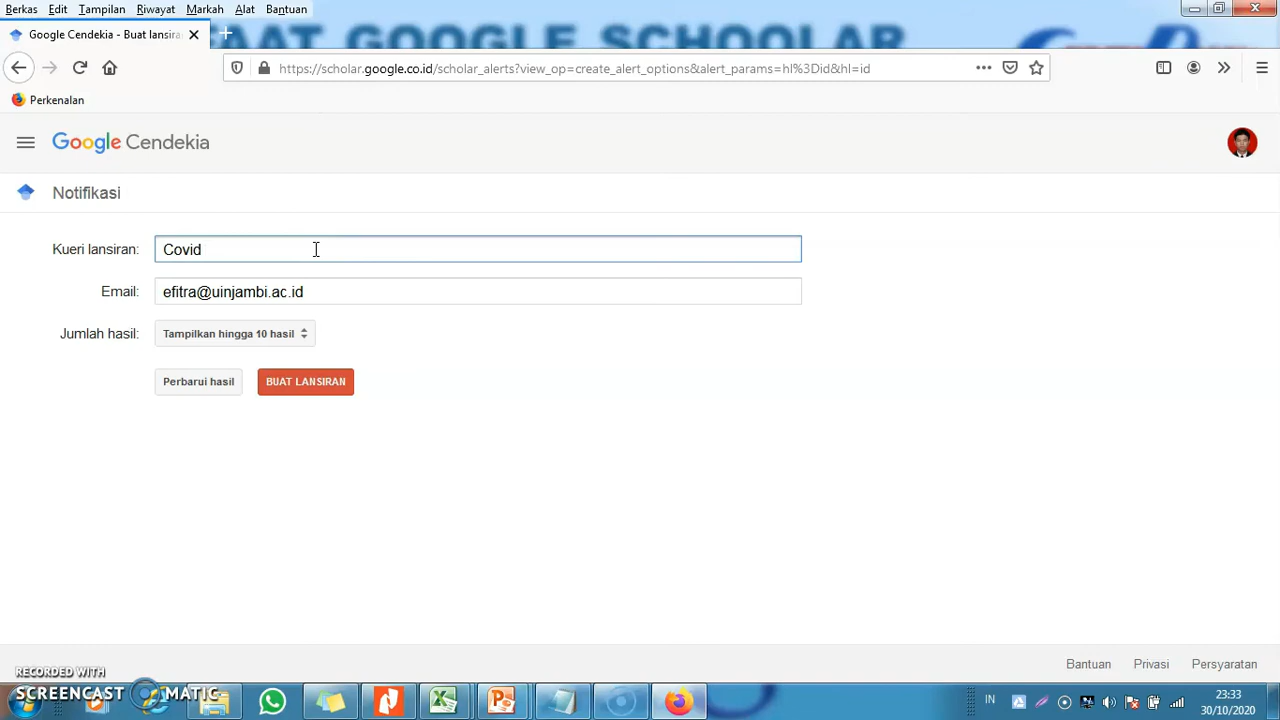 Berkas Edit Tampilan Riwayat Markah Alat Bantuan
Google Cendekia - Buat lansira
https://scholar.google.co.id/scholar_alerts?view_op=create_alert_options&alert_params=hl%3Did&hl=id
Perkenalan
Google Cendekia
Notifikasi
Kueri lansiran: Covid
Email: efitra@uinjambi.ac.id
Jumlah hasil: Tampilkan hingga 10 hasil
Perbarui hasil BUAT LANSIRAN
Bantuan Privasi Persyaratan
RECORDED WITH
SCREENCAST MATIC
IN 23:33
30/10/2020